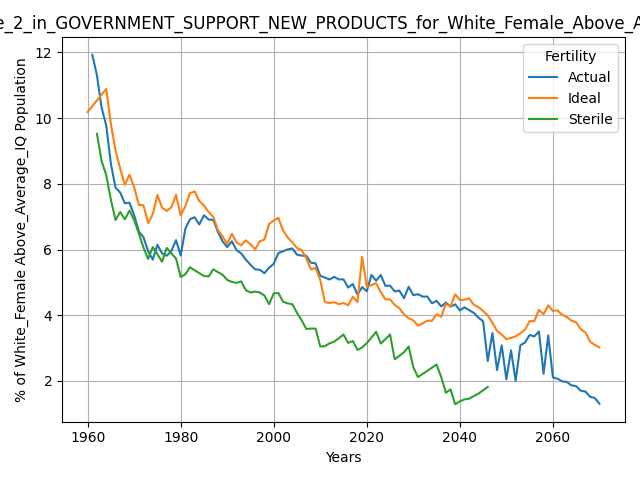 e_2_in_GOVERNMENT_SUPPORT_NEW_PRODUCTS_for_White_Female_Above_A
% of White_Female Above_Average_IQ Population
12
10
8
6
4
2
Fertility
Actual
Ideal
Sterile
1960
1980
2000
2020
2040
2060
Years